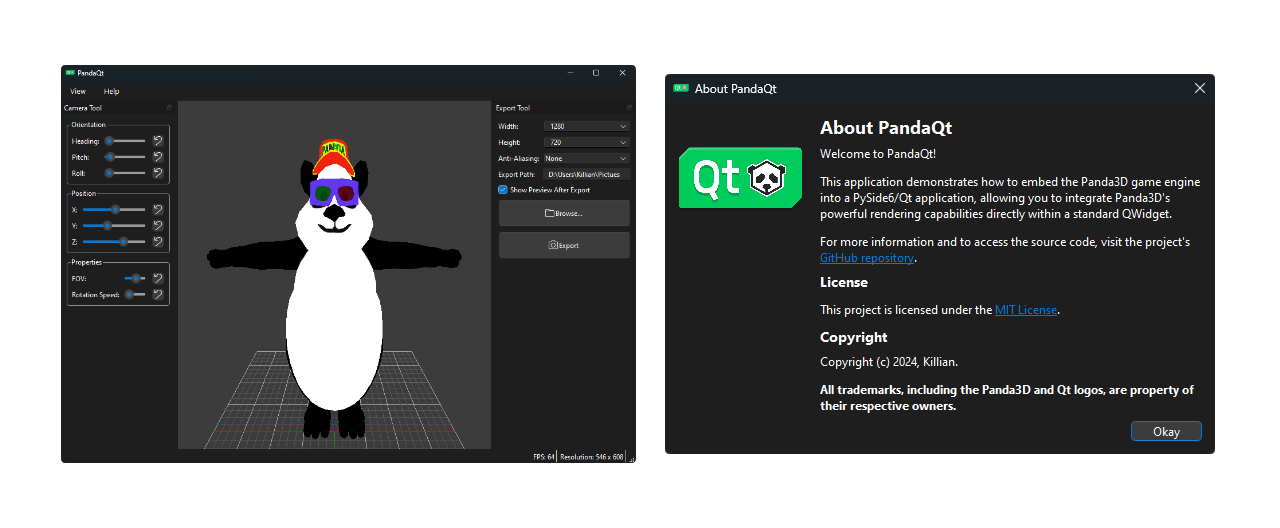 PandaQt
View Help
Camera Tool
Orientation
Heading:
Pitch:
Roll:
Position
X:
Y:
Z:
Properties
FOV:
Rotation Speed:
PANDA
Export Tool
Width: 1280
Height: 720
Anti-Aliasing: None
Export Path: D:\Users\Killian\Pictures
Show Preview After Export
Browse...
Export
FPS: 64 Resolution: 546 x 608
About PandaQt
Qt
About PandaQt
Welcome to PandaQt!
This application demonstrates how to embed the Panda3D game engine
into a PySide6/Qt application, allowing you to integrate Panda3D's
powerful rendering capabilities directly within a standard QWidget.
For more information and to access the source code, visit the project's
GitHub repository.
License
This project is licensed under the MIT License.
Copyright
Copyright (c) 2024, Killian.
All trademarks, including the Panda3D and Qt logos, are property of
their respective owners.
Okay